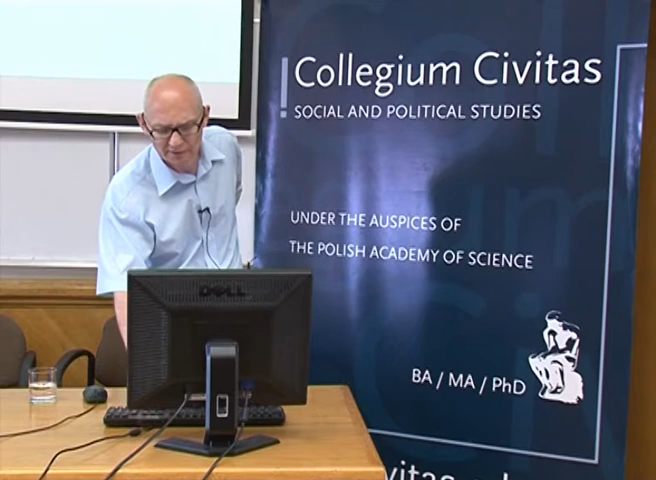 ! Collegium Civitas
SOCIAL AND POLITICAL STUDIES
UNDER THE AUSPICES OF
THE POLISH ACADEMY OF SCIENCE
BA / MA / PhD
DELL